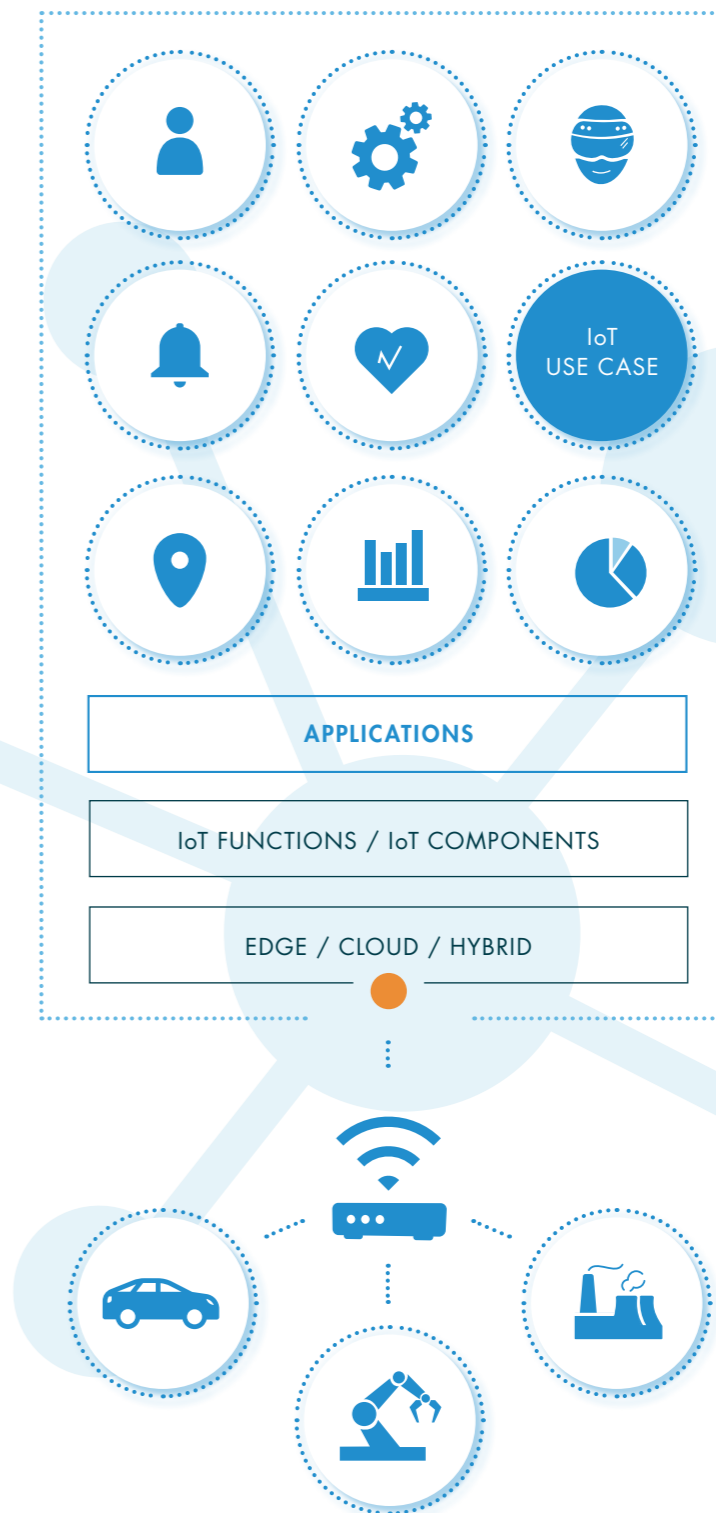 IoT
USE CASE
APPLICATIONS
IoT FUNCTIONS / IoT COMPONENTS
EDGE / CLOUD / HYBRID